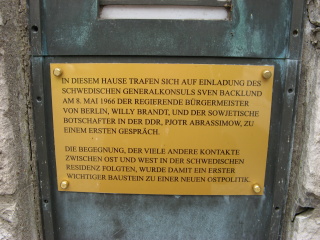 IN DIESEM HAUSE TRAFEN SICH AUF EINLADUNG DES
SCHWEDISCHEN GENERALKONSULS SVEN BACKLUND
AM 8. MAI 1966 DER REGIERENDE BÜRGERMEISTER
VON BERLIN, WILLY BRANDT, UND DER SOWJETISCHE
BOTSCHAFTER IN DER DDR, PJOTR ABRASSIMOW, ZU
EINEM ERSTEN GESPRÄCH.
DIE BEGEGNUNG, DER VIELE ANDERE KONTAKTE
ZWISCHEN OST UND WEST IN DER SCHWEDISCHEN
RESIDENZ FOLGTEN, WURDE DAMIT EIN ERSTER
WICHTIGER BAUSTEIN ZU EINER NEUEN OSTPOLITIK.